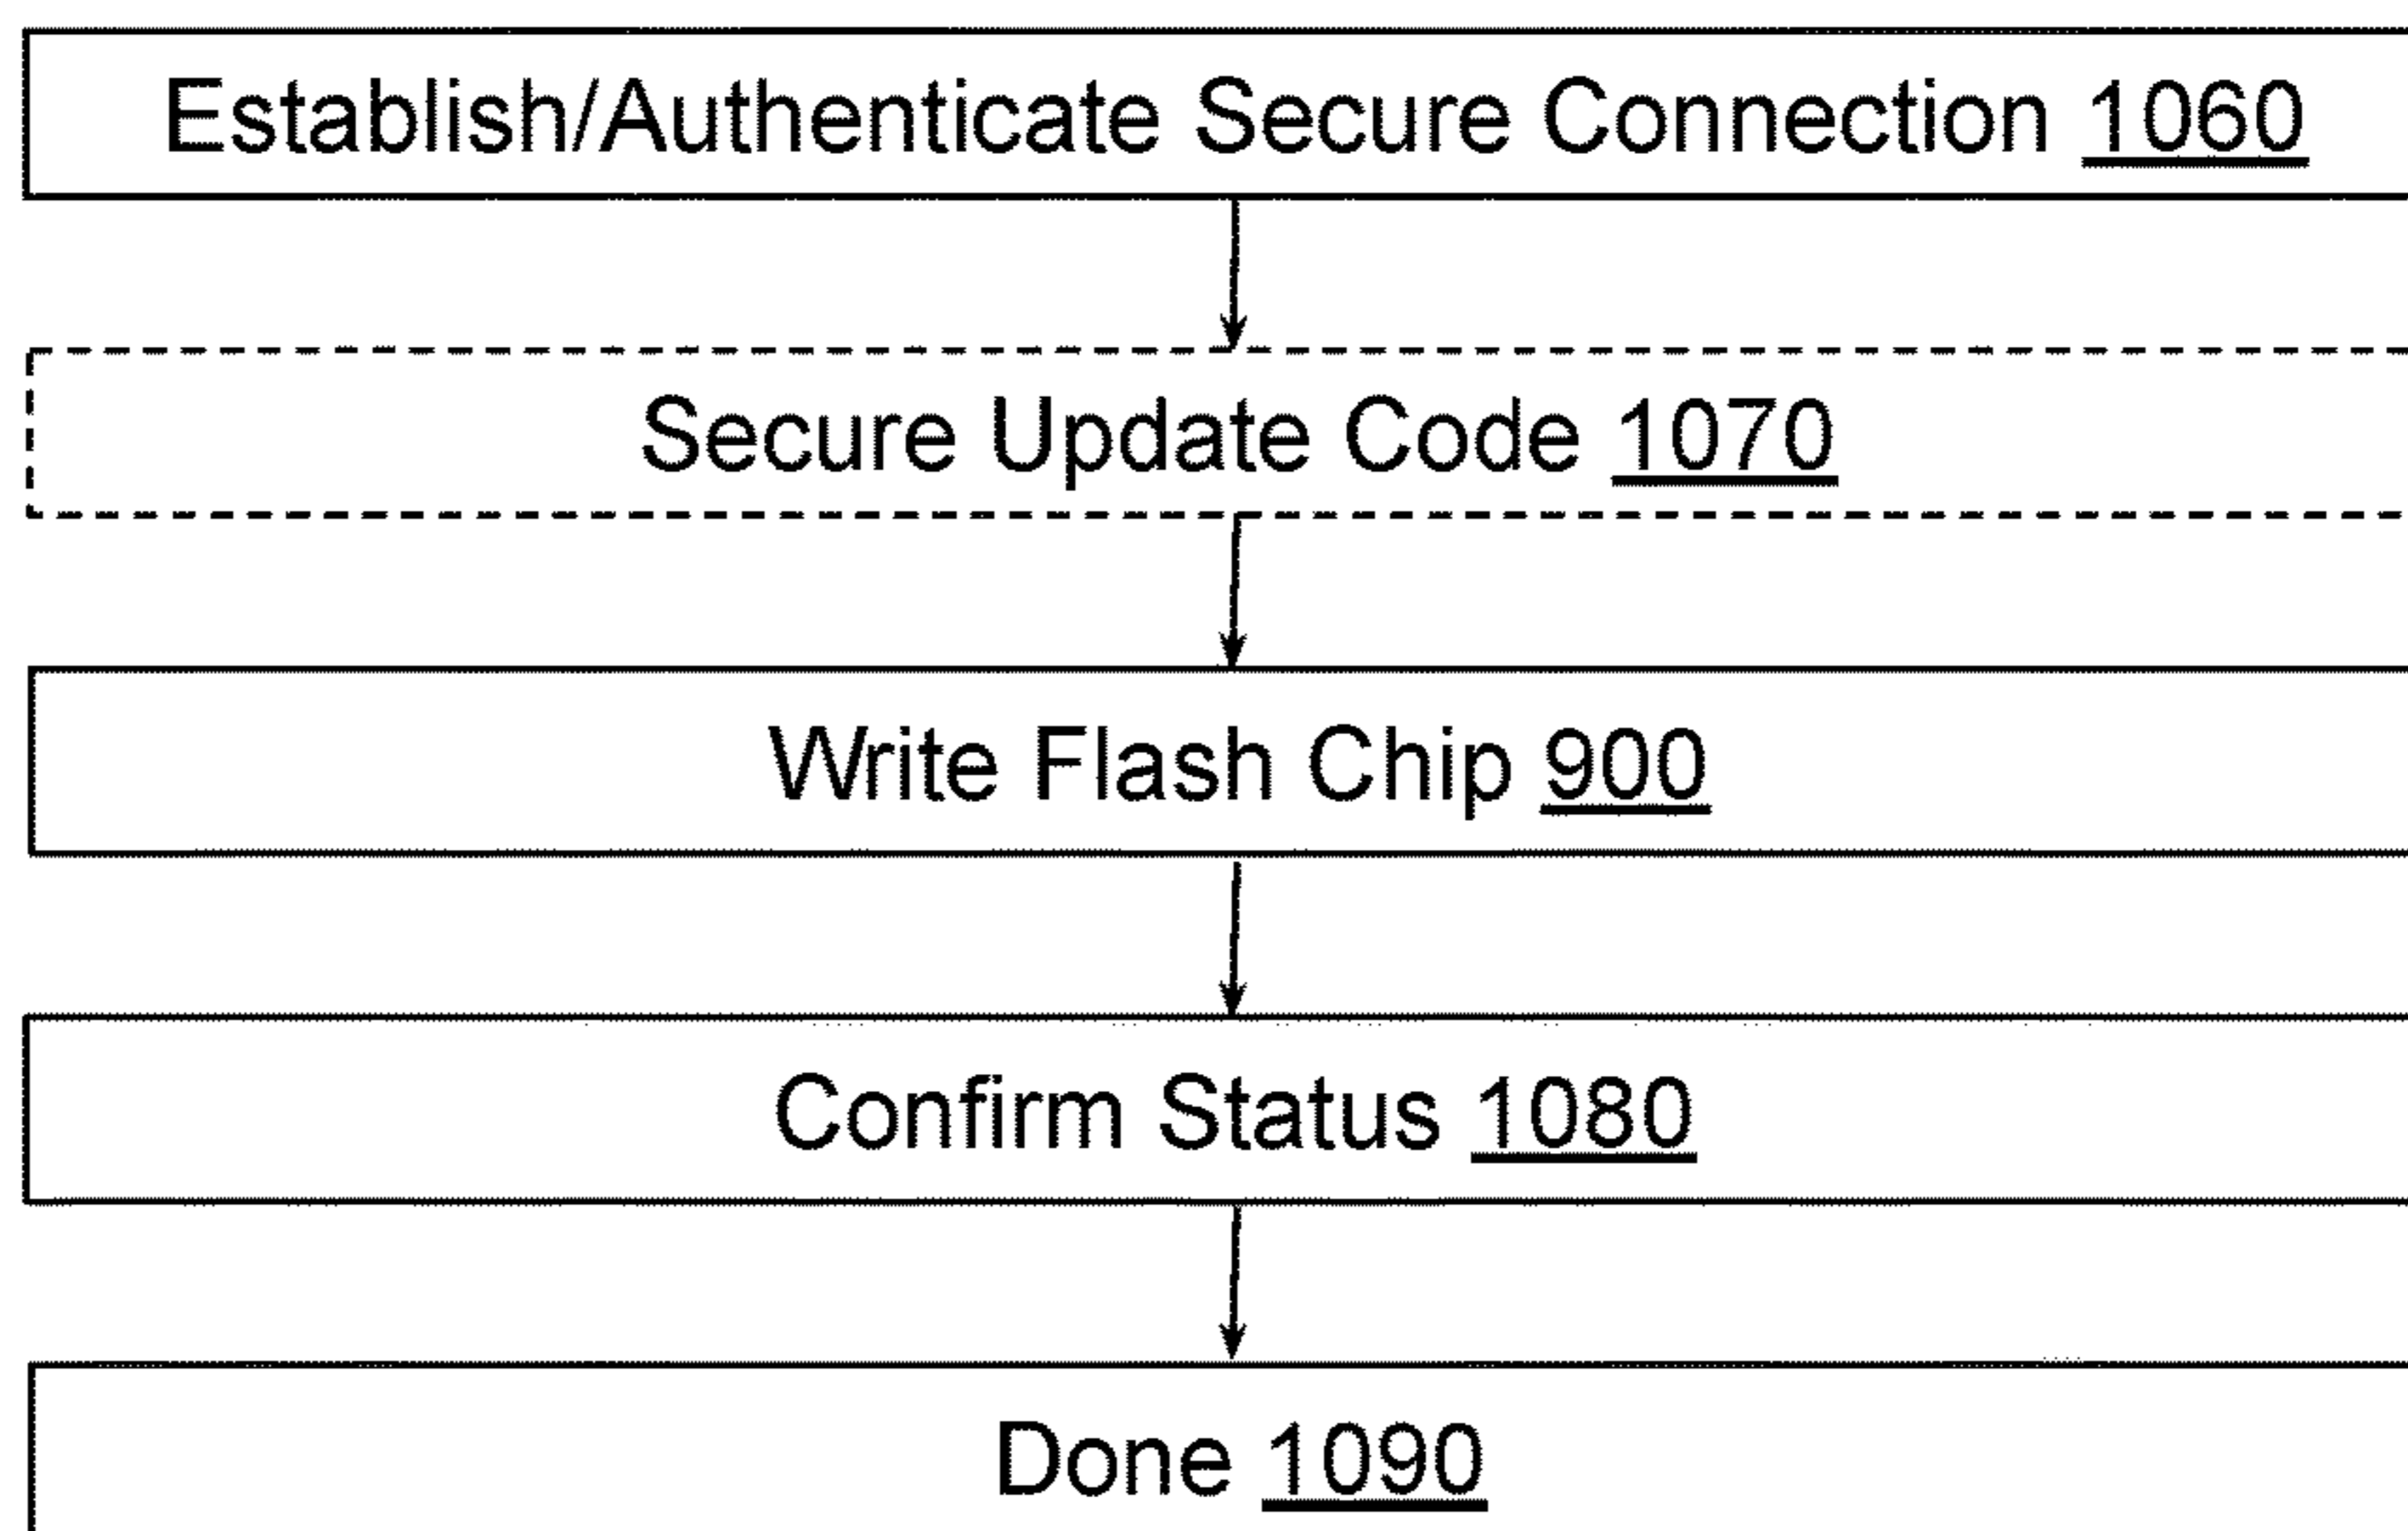 Establish/Authenticate Secure Connection 1060
Secure Update Code 1070
Write Flash Chip 900
Confirm Status 1080
Done 1090